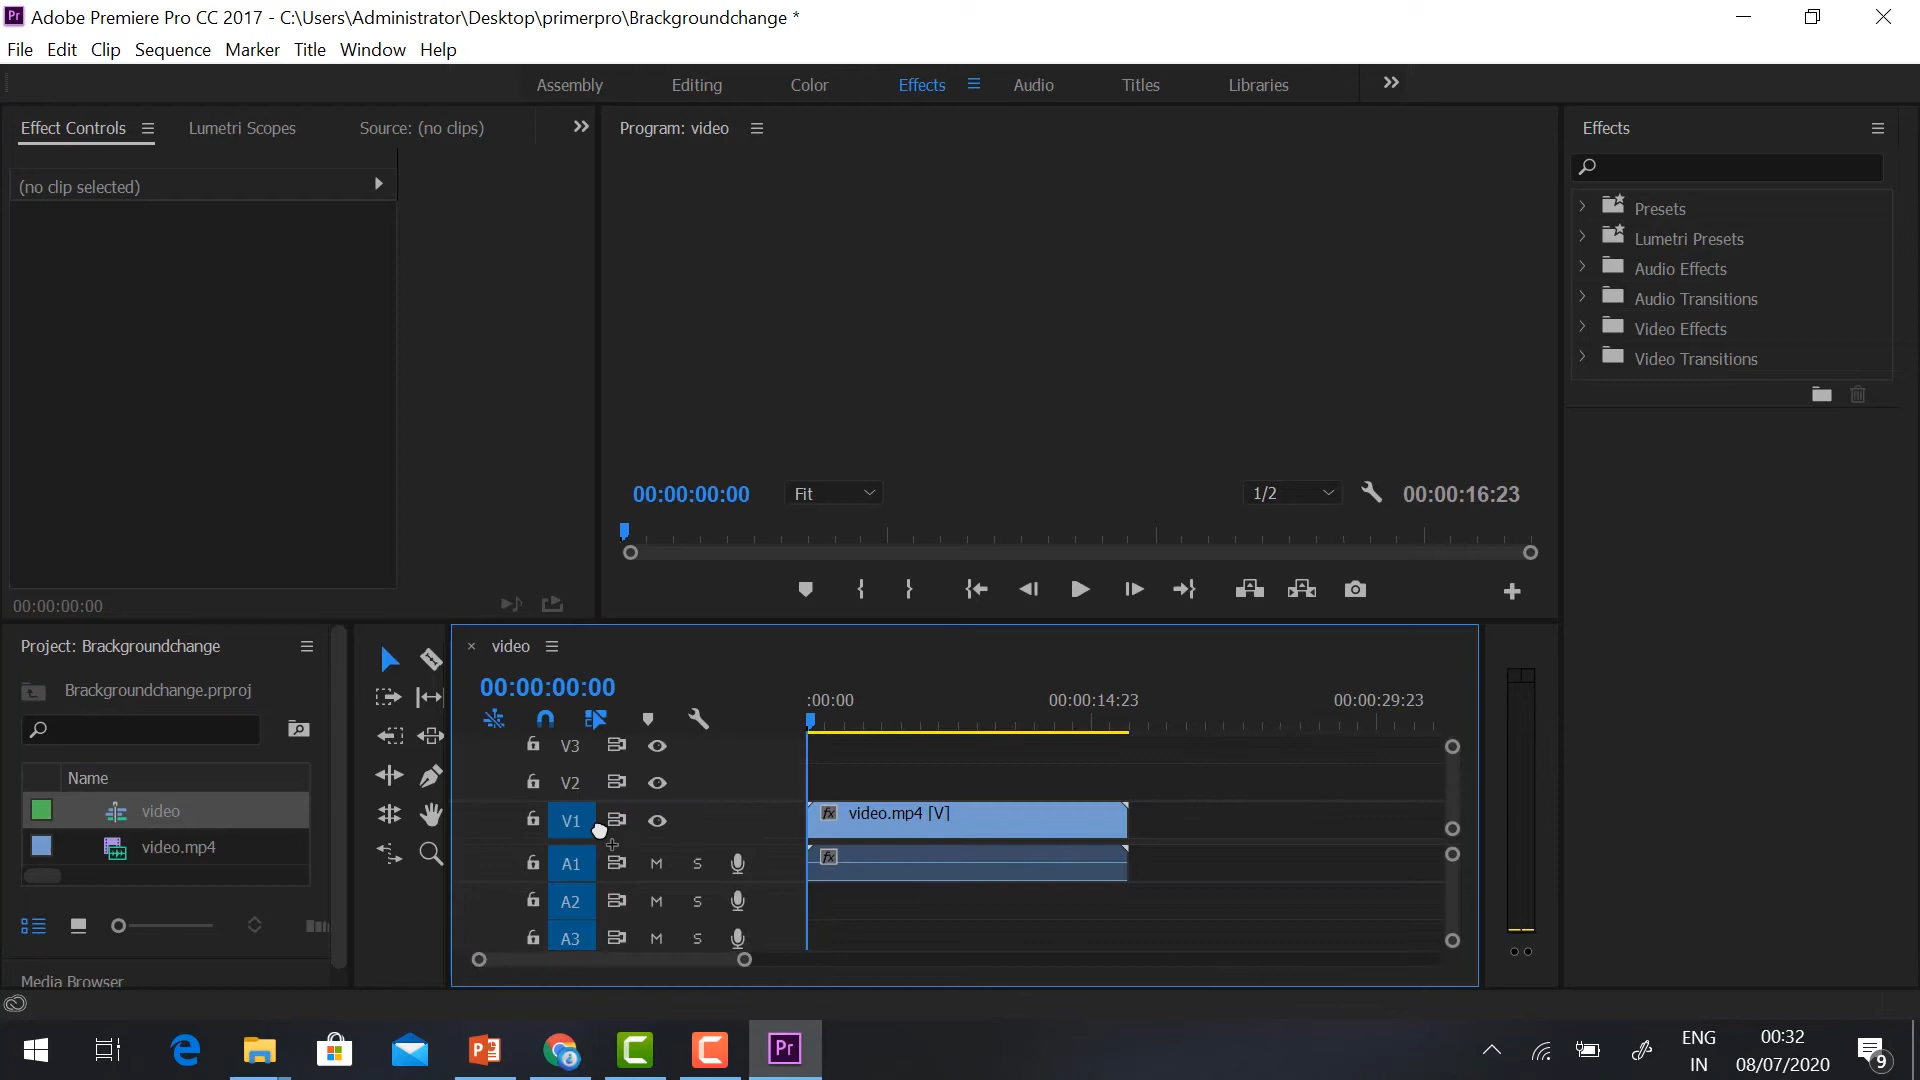 Pr Adobe Premiere Pro CC 2017 - C:\Users\Administrator\Desktop\primerpro\Brackgroundchange *
File Edit Clip Sequence Marker Title Window Help
Assembly Editing Color Effects Audio Titles Libraries
Effect Controls Lumetri Scopes Source: (no clips)
Program: video
Effects
(no clip selected)
Presets
Lumetri Presets
Audio Effects
Audio Transitions
Video Effects
Video Transitions
00:00:00:00 Fit 1/2 00:00:16:23
00:00:00:00
Project: Brackgroundchange
Brackgroundchange.prproj
Name
video
video.mp4
Media Browser
× video
00:00:00:00
:00:00 00:00:14:23 00:00:29:23
V3
V2
V1 fx video.mp4 [V]
A1 M S fx
A2 M S
A3 M S
Pr
ENG
IN
00:32
08/07/2020
9